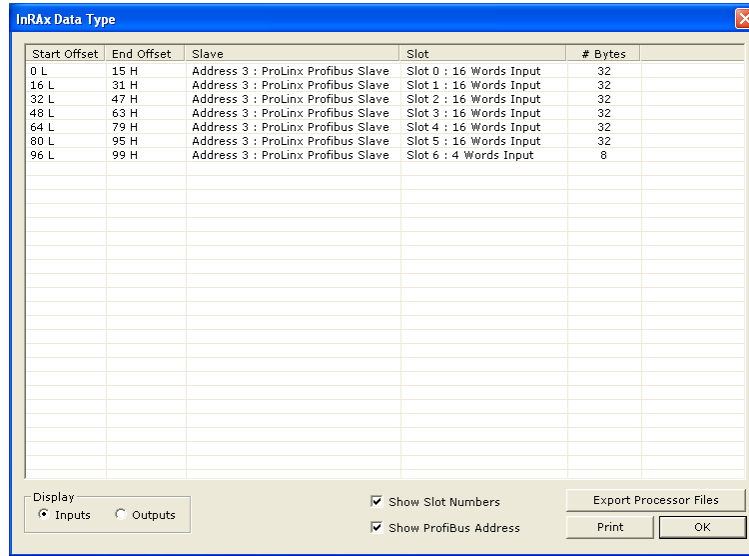 InRAx Data Type
Start Offset End Offset Slave Slot # Bytes
0 L 15 H Address 3 : ProLinx Profibus Slave Slot 0 : 16 Words Input 32
16 L 31 H Address 3 : ProLinx Profibus Slave Slot 1 : 16 Words Input 32
32 L 47 H Address 3 : ProLinx Profibus Slave Slot 2 : 16 Words Input 32
48 L 63 H Address 3 : ProLinx Profibus Slave Slot 3 : 16 Words Input 32
64 L 79 H Address 3 : ProLinx Profibus Slave Slot 4 : 16 Words Input 32
80 L 95 H Address 3 : ProLinx Profibus Slave Slot 5 : 16 Words Input 32
96 L 99 H Address 3 : ProLinx Profibus Slave Slot 6 : 4 Words Input 8
Display
Inputs Outputs
Show Slot Numbers
Show ProfiBus Address
Export Processor Files
Print OK